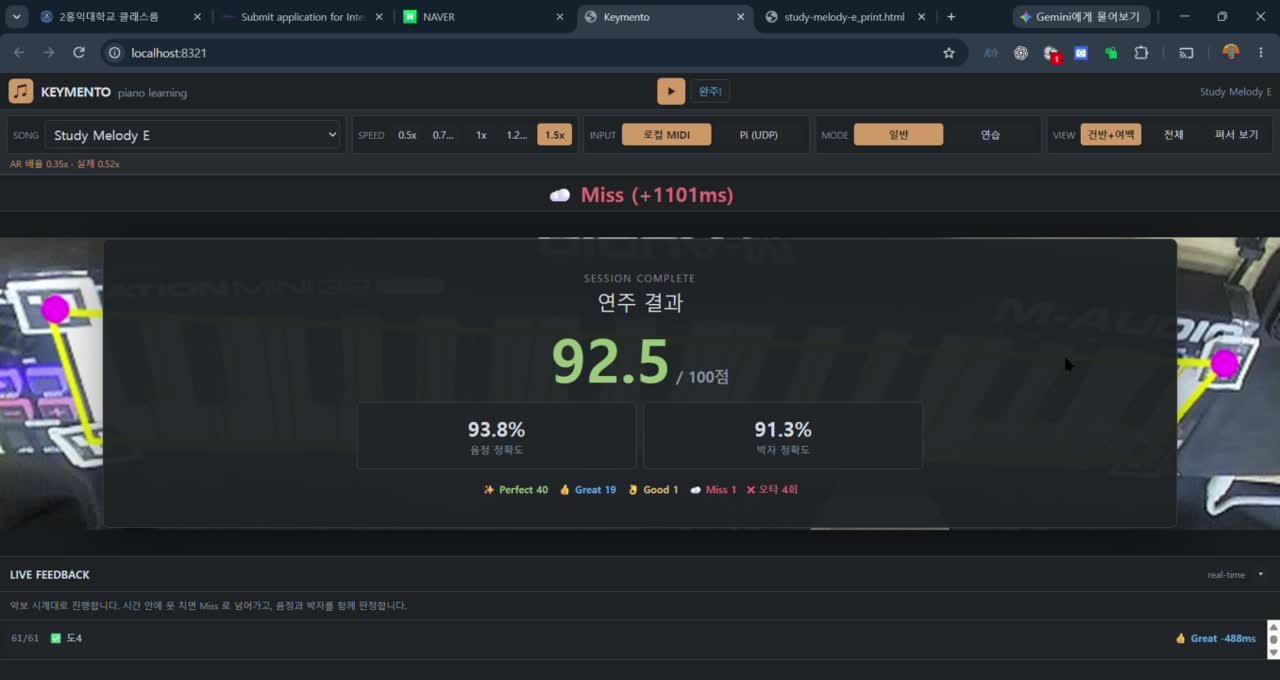 2홍익대학교 클래스룸
Submit application for Inte
NAVER
Keymento
study-melody-e_print.html
Gemini에게 물어보기
localhost:8321
1
KEYMENTO piano learning
완주!
Study Melody E
SONG Study Melody E
SPEED 0.5x 0.7... 1x 1.2... 1.5x
INPUT 로컬 MIDI Pi (UDP)
MODE 일반 연습
VIEW 건반+여백 전체 펴서 보기
AR 배율 0.35x · 실제 0.52x
Miss (+1101ms)
M-AUDIO
SESSION COMPLETE
연주 결과
92.5 / 100점
93.8%
음정 정확도
91.3%
박자 정확도
Perfect 40 Great 19 Good 1 Miss 1 오타 4회
LIVE FEEDBACK
real-time
악보 시계대로 진행합니다. 시간 안에 못 치면 Miss 로 넘어가고, 음정과 박자를 함께 판정합니다.
61/61 도4
Great -488ms